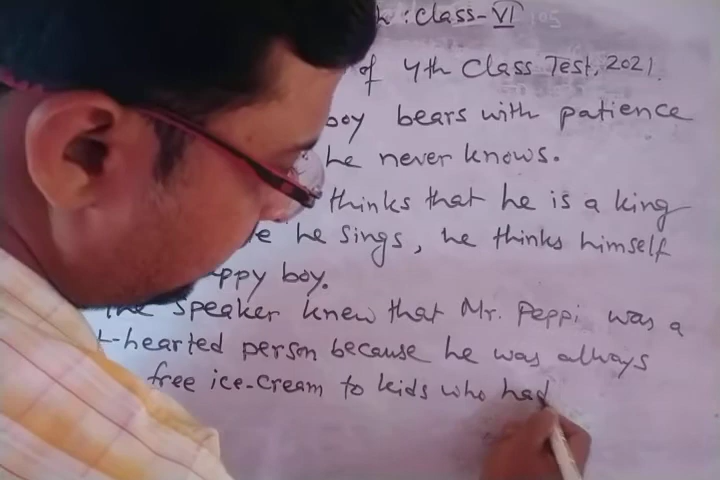 h : class - VI 105
of 4th Class Test, 2021.
boy bears with patience
he never knows.
thinks that he is a king
he sings, he thinks himself
ppy boy.
the speaker knew that Mr. Peppi was a
t-hearted person because he was always
free ice-cream to kids who had